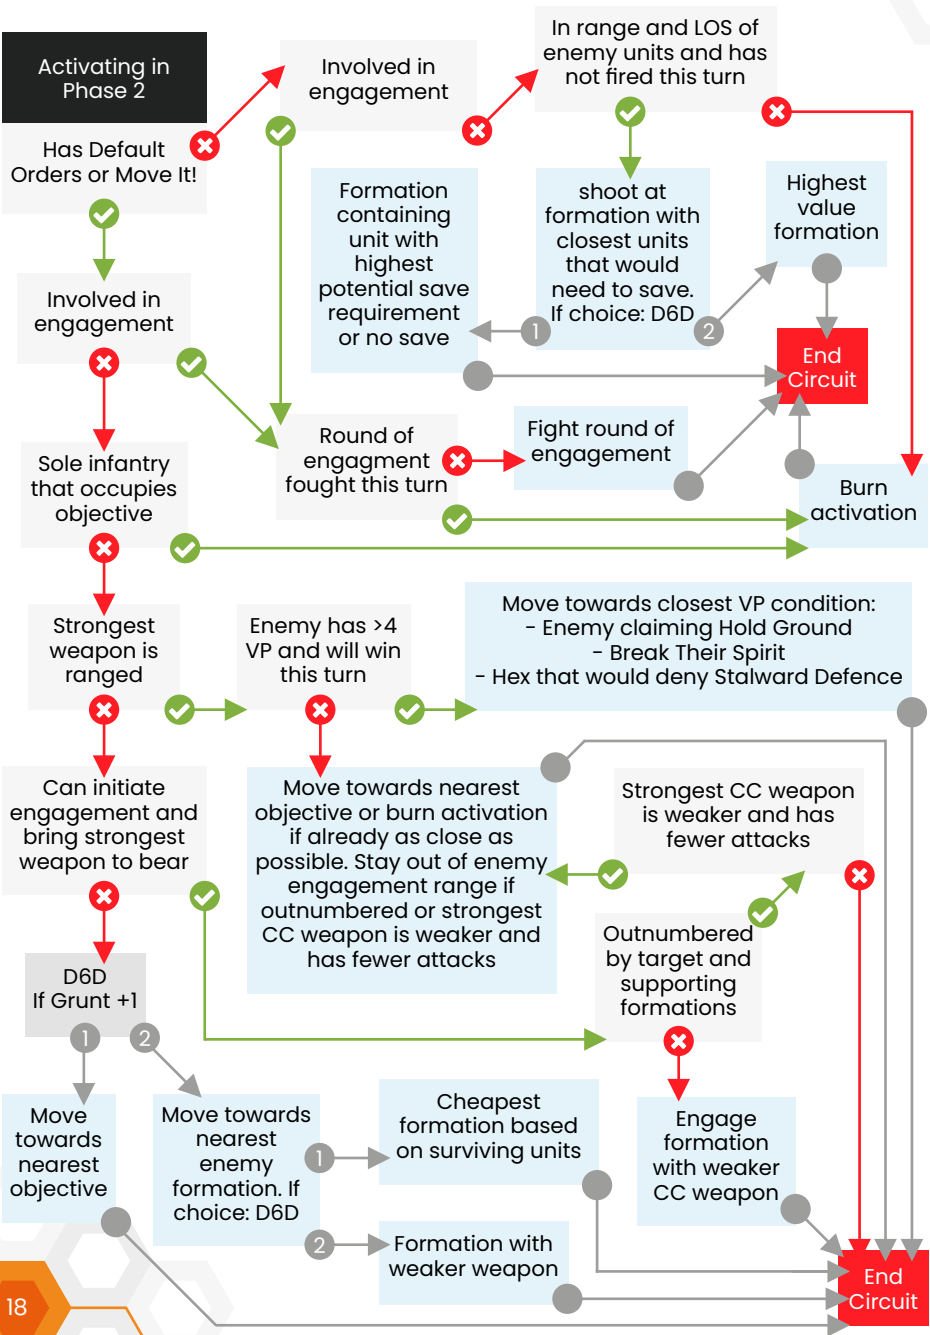 Activating in
Phase 2
Has Default
Orders or Move It!
Involved in
engagement
In range and LOS of
enemy units and has
not fired this turn
Formation
containing
unit with
highest
potential save
requirement
or no save
shoot at
formation with
closest units
that would
need to save.
If choice: D6D
1
2
Highest
value
formation
End
Circuit
Involved in
engagement
Round of
engagment
fought this turn
Fight round of
engagement
Burn
activation
Sole infantry
that occupies
objective
Strongest
weapon is
ranged
Enemy has >4
VP and will win
this turn
Move towards closest VP condition:
- Enemy claiming Hold Ground
- Break Their Spirit
- Hex that would deny Stalward Defence
Can initiate
engagement and
bring strongest
weapon to bear
Move towards nearest
objective or burn activation
if already as close as
possible. Stay out of enemy
engagement range if
outnumbered or strongest
CC weapon is weaker and
has fewer attacks
Strongest CC weapon
is weaker and has
fewer attacks
Outnumbered
by target and
supporting
formations
D6D
If Grunt +1
1
2
Move
towards
nearest
objective
Move towards
nearest
enemy
formation. If
choice: D6D
1
2
Cheapest
formation based
on surviving units
Formation with
weaker weapon
Engage
formation
with weaker
CC weapon
End
Circuit
18